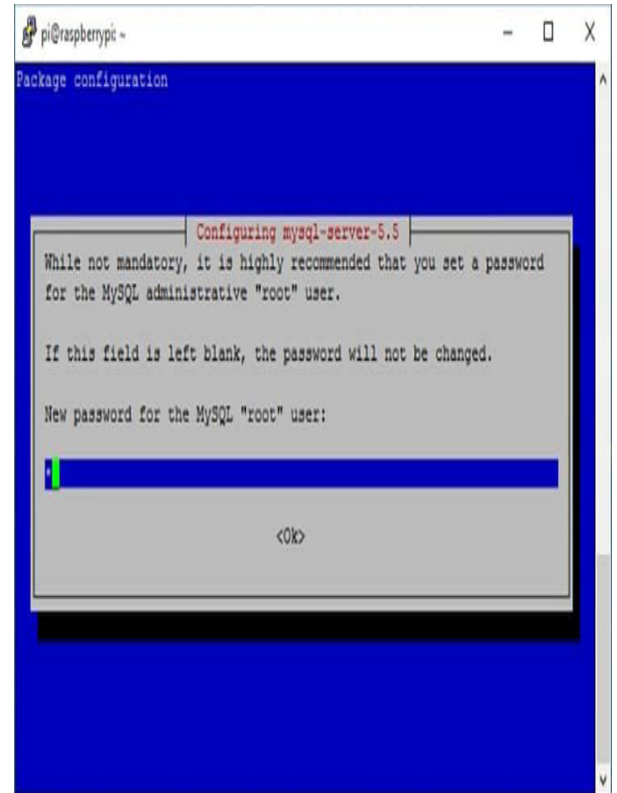 pi@raspberrypi: ~
Package configuration
Configuring mysql-server-5.5
While not mandatory, it is highly recommended that you set a password
for the MySQL administrative "root" user.
If this field is left blank, the password will not be changed.
New password for the MySQL "root" user:
*
<Ok>